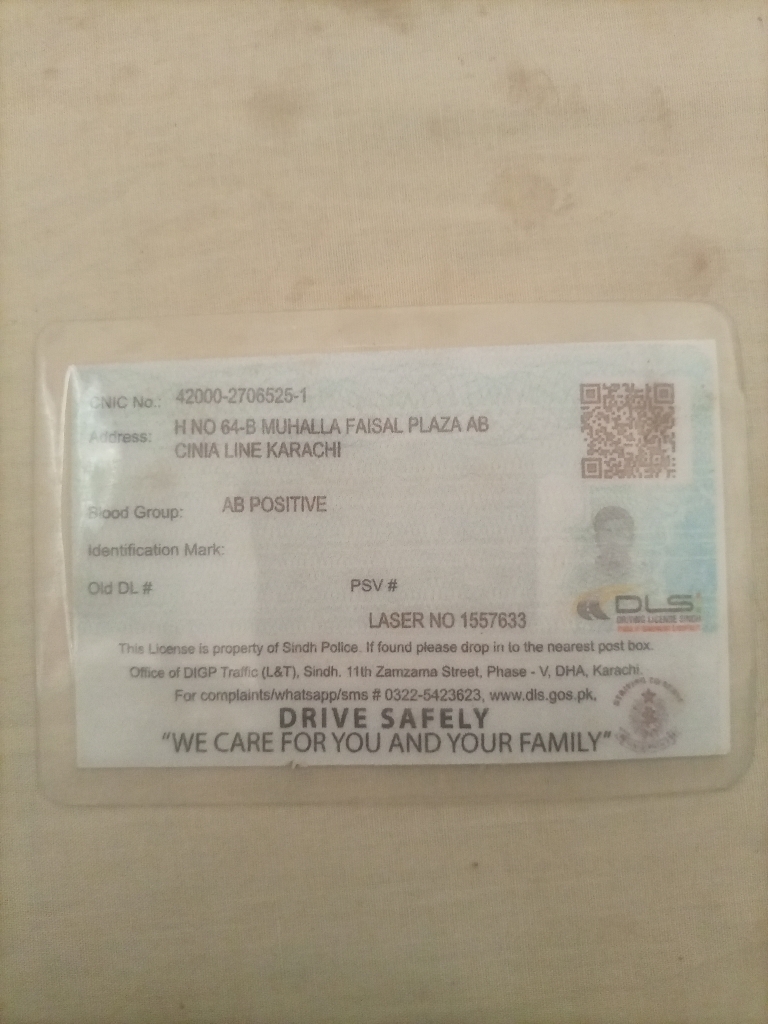 CNIC No.: 42000-2706525-1
Address: H NO 64-B MUHALLA FAISAL PLAZA AB
CINIA LINE KARACHI
Blood Group: AB POSITIVE
Identification Mark:
Old DL # PSV #
DLS
DRIVING LICENSE SINDH
LASER NO 1557633
This License is property of Sindh Police. If found please drop in to the nearest post box.
Office of DIGP Traffic (L&T), Sindh. 11th Zamzama Street, Phase - V, DHA, Karachi.
For complaints/whatsapp/sms # 0322-5423623, www.dls.gos.pk,
DRIVE SAFELY
"WE CARE FOR YOU AND YOUR FAMILY"